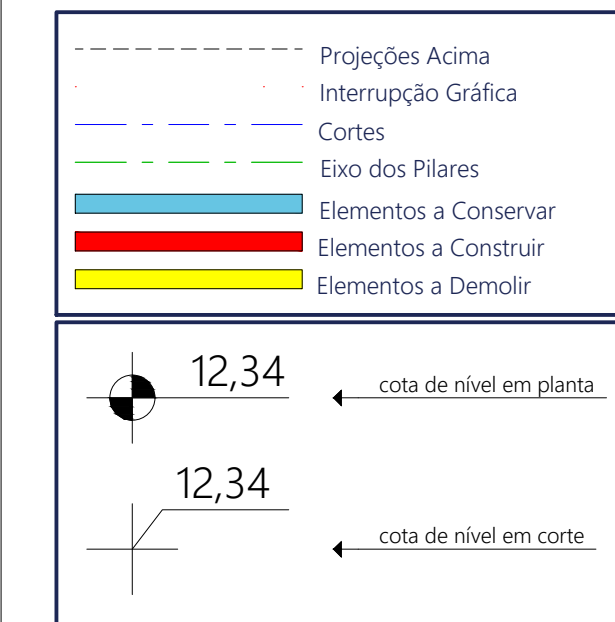 Projeções Acima
Interrupção Gráfica
Cortes
Eixo dos Pilares
Elementos a Conservar
Elementos a Construir
Elementos a Demolir
12,34
cota de nível em planta
12,34
cota de nível em corte